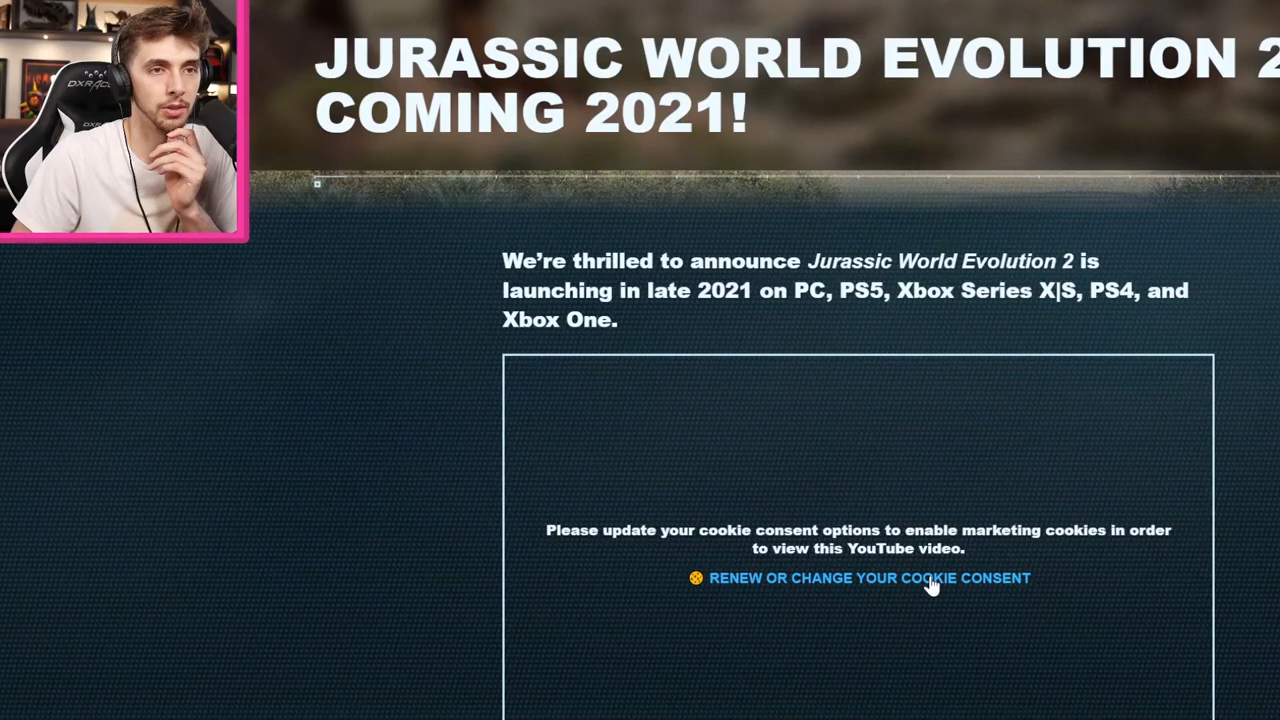 JURASSIC WORLD EVOLUTION 2
COMING 2021!
DXRACER
DXRA
We're thrilled to announce Jurassic World Evolution 2 is
launching in late 2021 on PC, PS5, Xbox Series X|S, PS4, and
Xbox One.
Please update your cookie consent options to enable marketing cookies in order
to view this YouTube video.
RENEW OR CHANGE YOUR COOKIE CONSENT